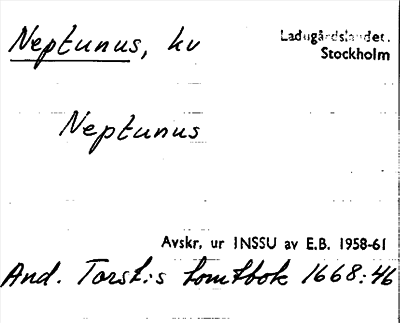 Neptunus, kv
Ladugårdslandet.
Stockholm
Neptunus
Avskr. ur INSSU av E.B. 1958-61
And. Torst:s tomtbok 1668:46